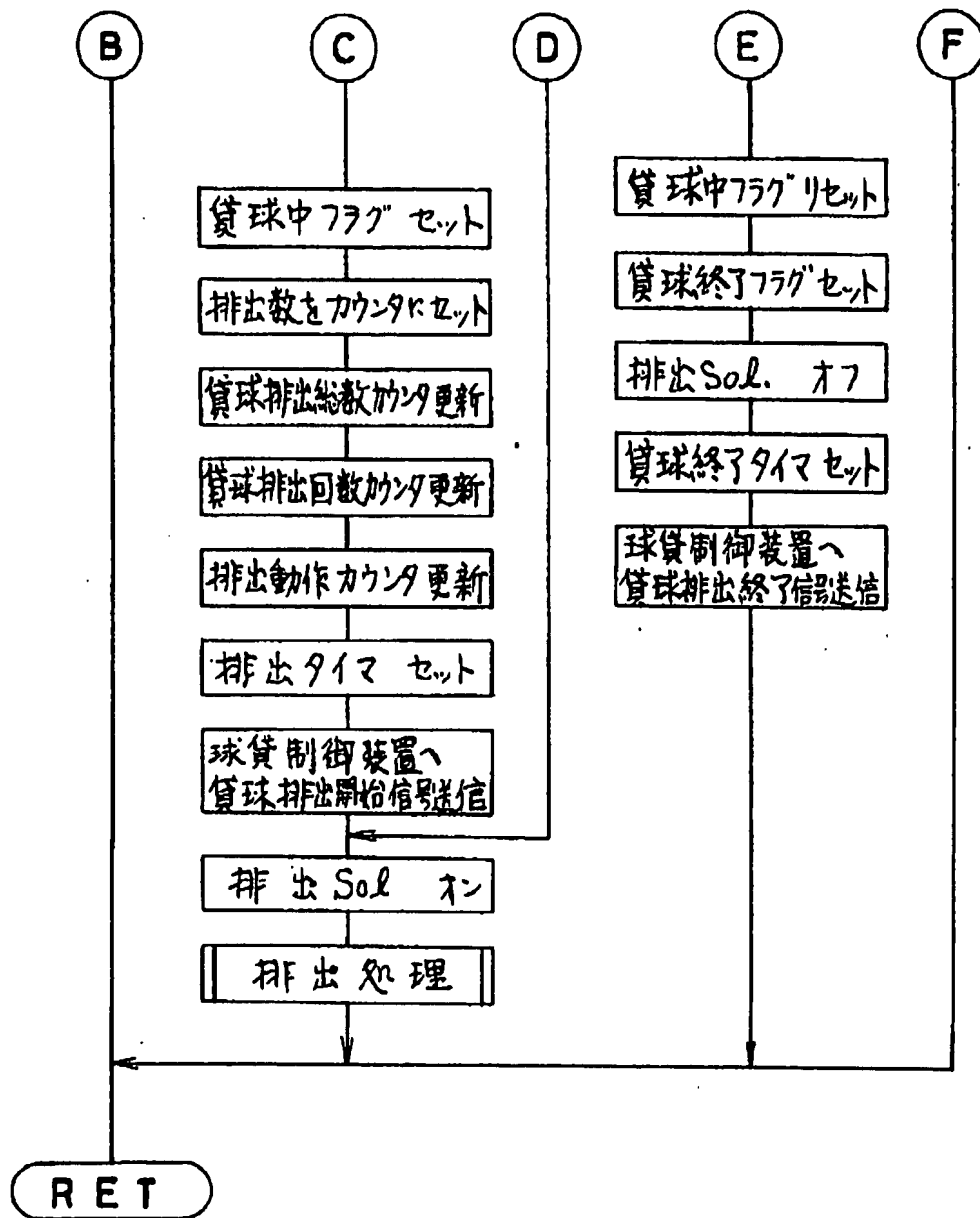 B
C
D
E
F
貸球中フラグ セット
排出数をカウンタにセット
貸球排出総数カウンタ更新
貸球排出回数カウンタ更新
排出動作カウンタ更新
排出タイマ セット
球貸制御装置へ
貸球排出開始信号送信
排出Sol オン
排出処理
貸球中フラグリセット
貸球終了フラグセット
排出Sol. オフ
貸球終了タイマセット
球貸制御装置へ
貸球排出終了信号送信
RET